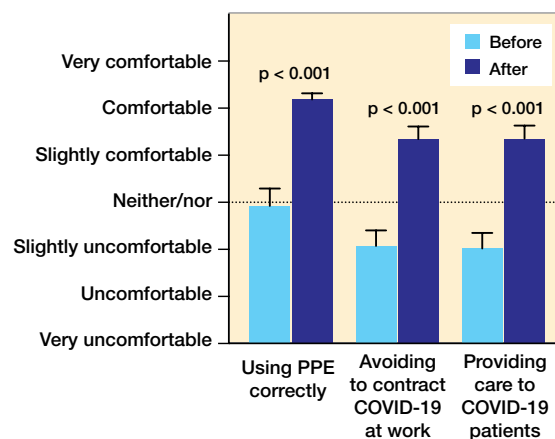 Before
After
Very comfortable
Comfortable
Slightly comfortable
Neither/nor
Slightly uncomfortable
Uncomfortable
Very uncomfortable
p < 0.001
p < 0.001
p < 0.001
Using PPE
correctly
Avoiding
to contract
COVID-19
at work
Providing
care to
COVID-19
patients